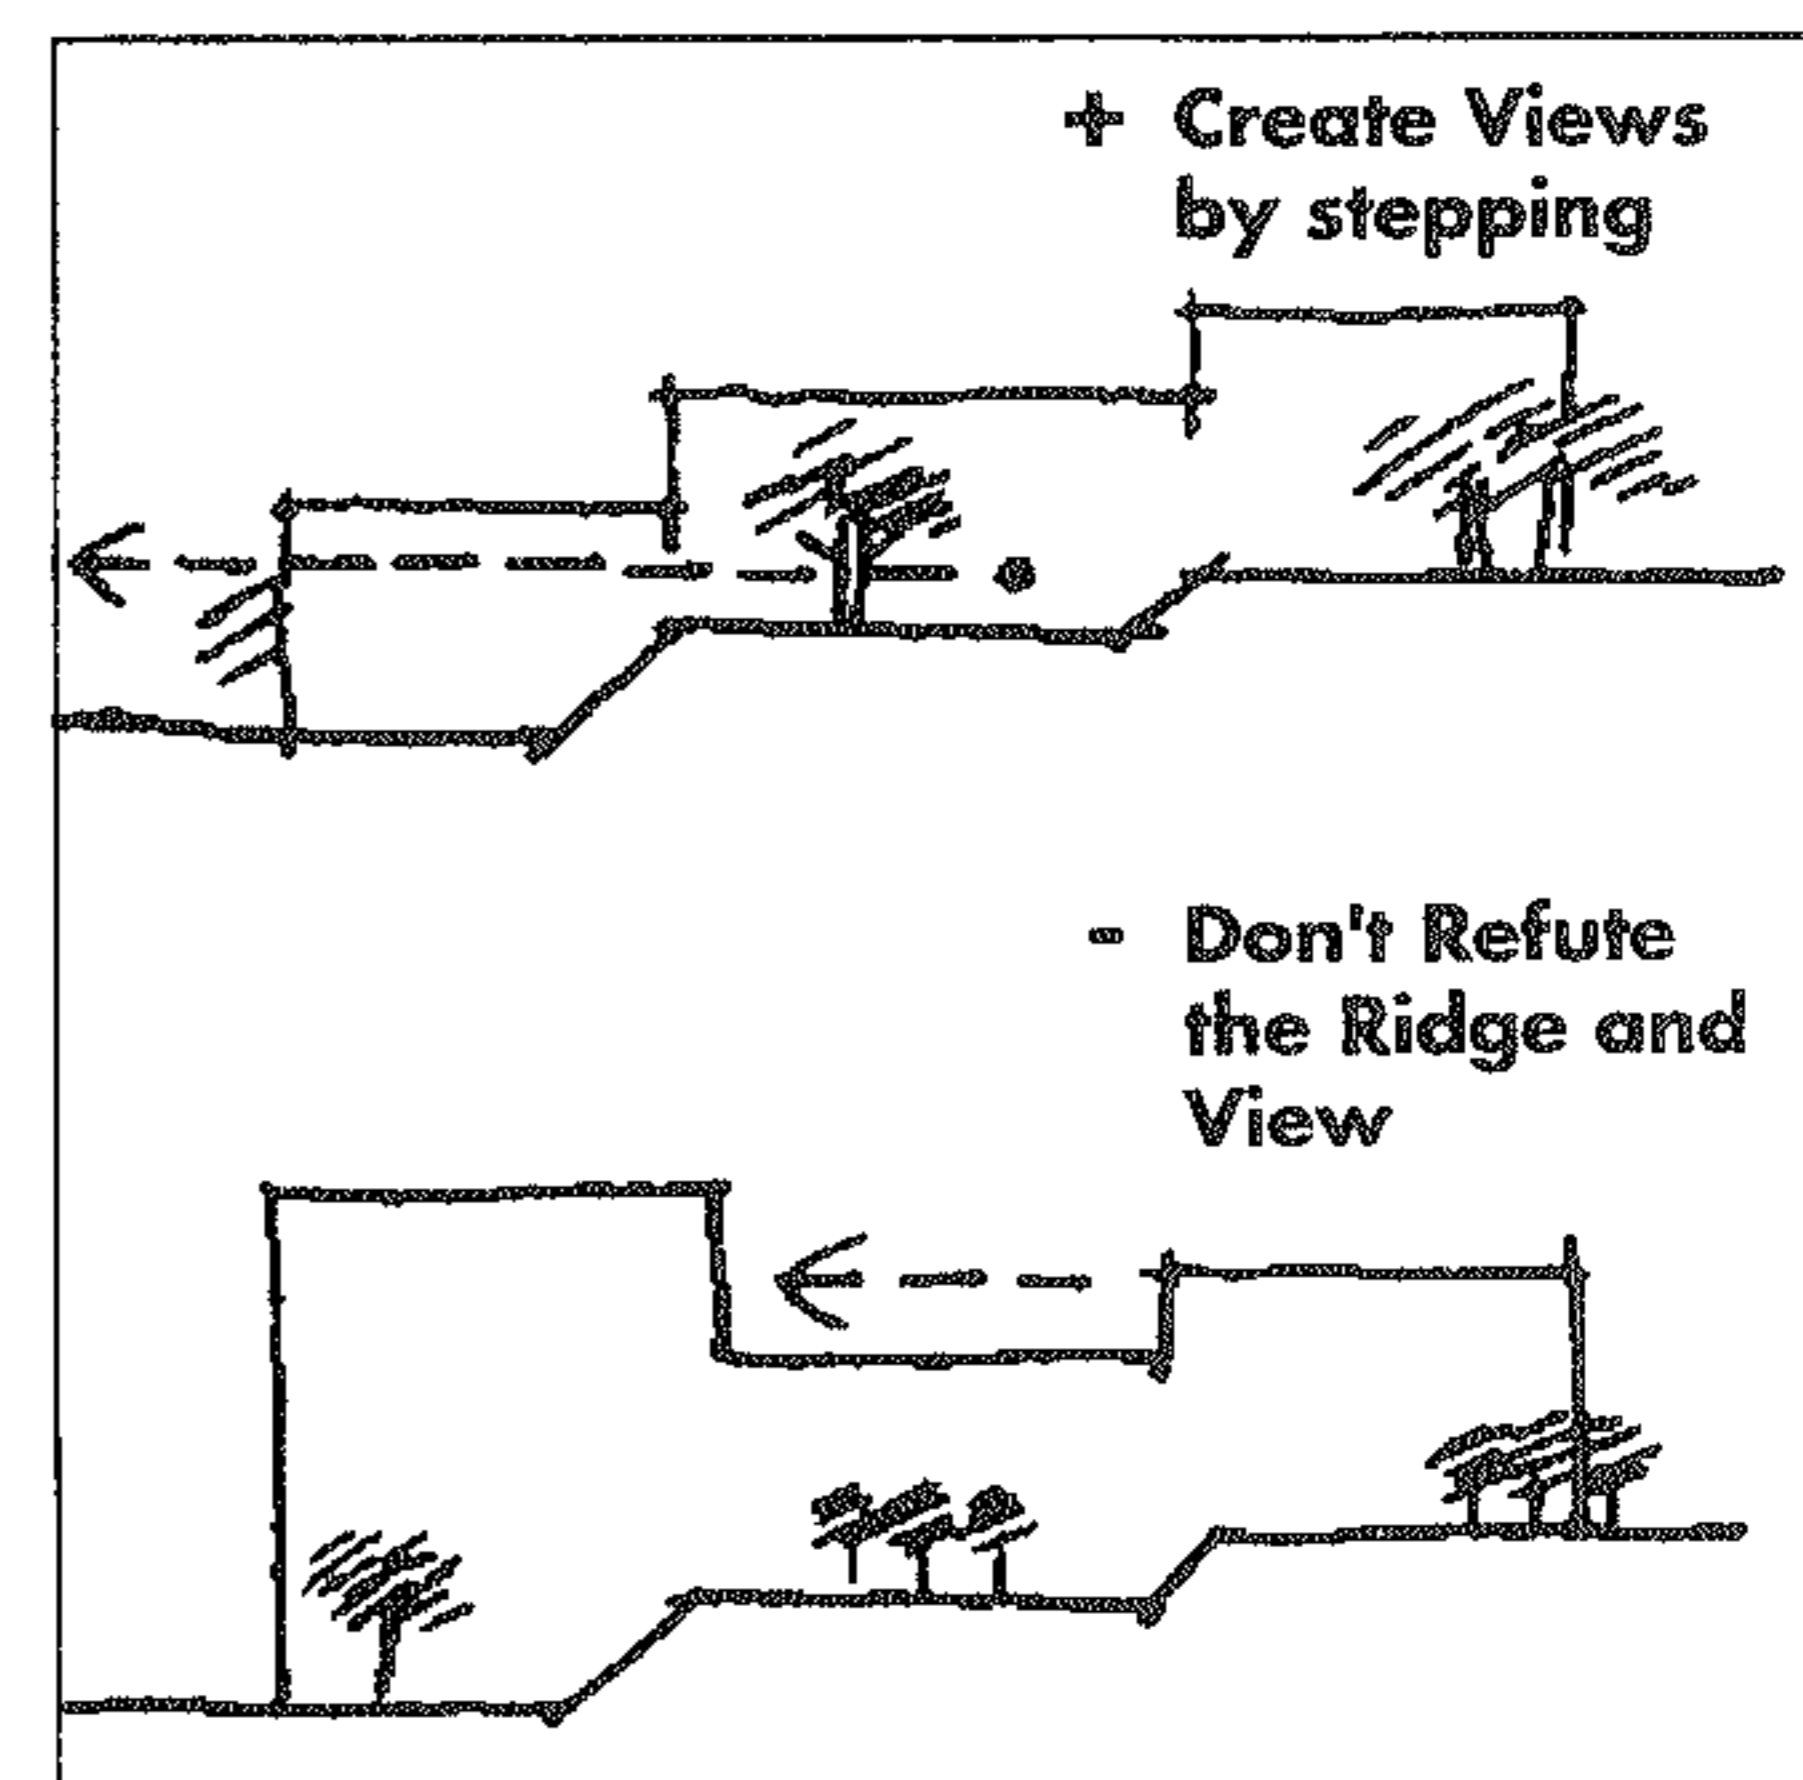 + Create Views
by stepping
- Don't Refute
the Ridge and
View